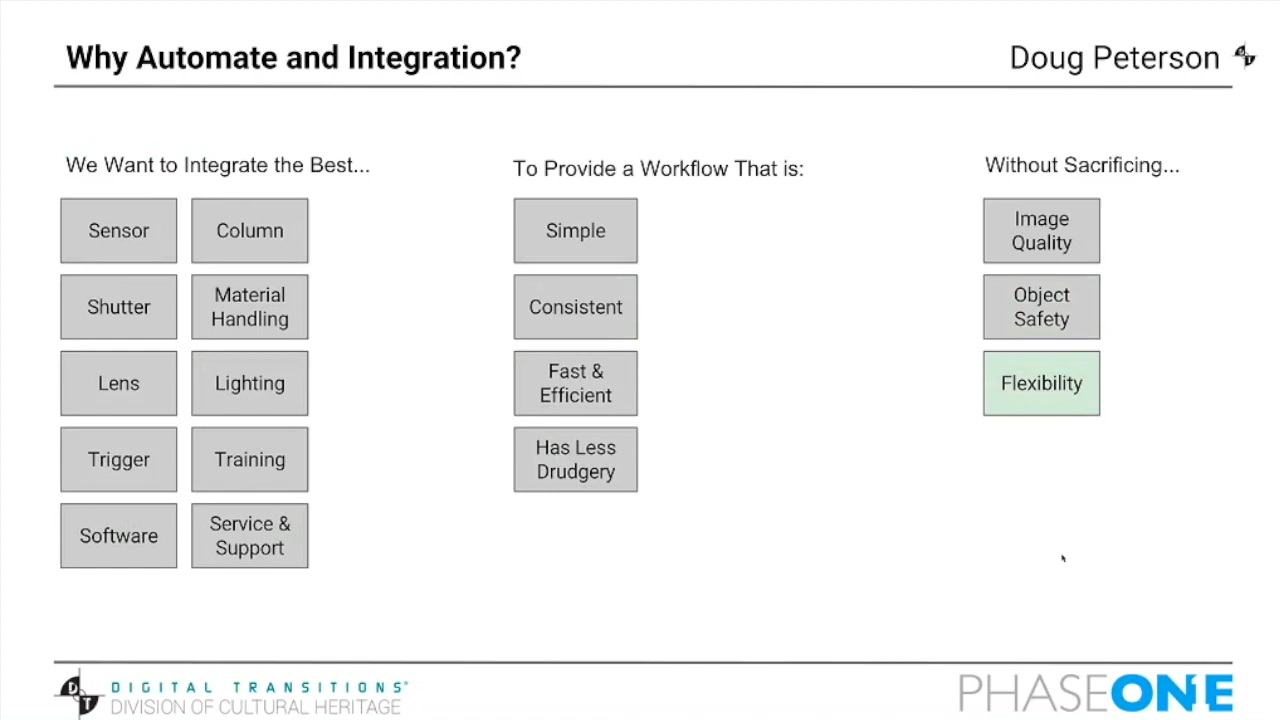 Why Automate and Integration?
Doug Peterson
We Want to Integrate the Best...
Sensor
Column
Shutter
Material
Handling
Lens
Lighting
Trigger
Training
Software
Service &
Support
To Provide a Workflow That is:
Simple
Consistent
Fast &
Efficient
Has Less
Drudgery
Without Sacrificing...
Image
Quality
Object
Safety
Flexibility
DT
DIGITAL TRANSITIONS
DIVISION OF CULTURAL HERITAGE
PHASEONE